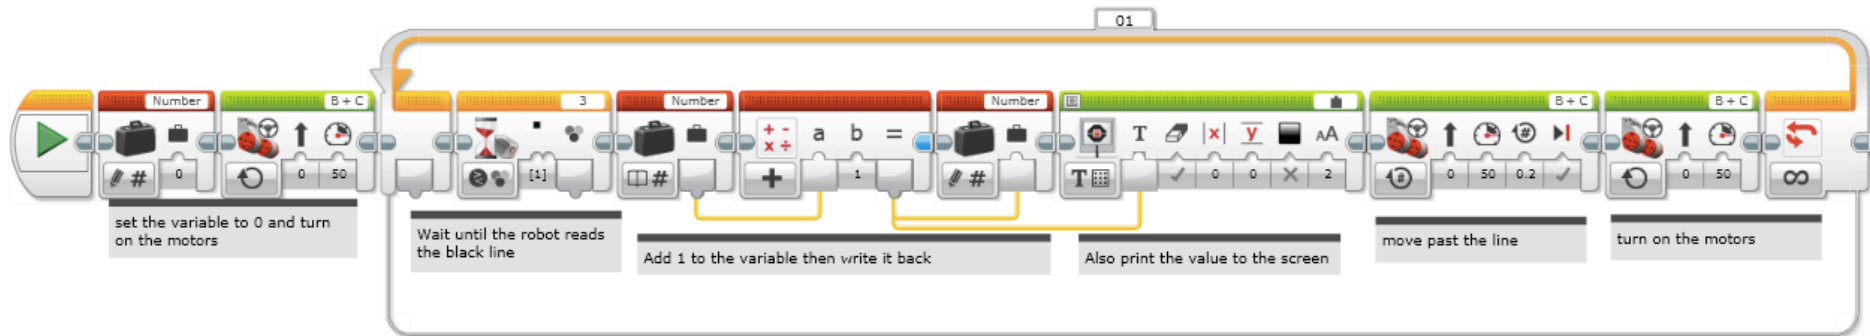 01
Number
B + C
3
Number
Number
B + C
B + C
a b =
T |x| y AA
#
0
0 50
[1]
#
1
#
T
0 0 2
#
0 50 0.2
0 50
∞
set the variable to 0 and turn
on the motors
Wait until the robot reads
the black line
Add 1 to the variable then write it back
Also print the value to the screen
move past the line
turn on the motors